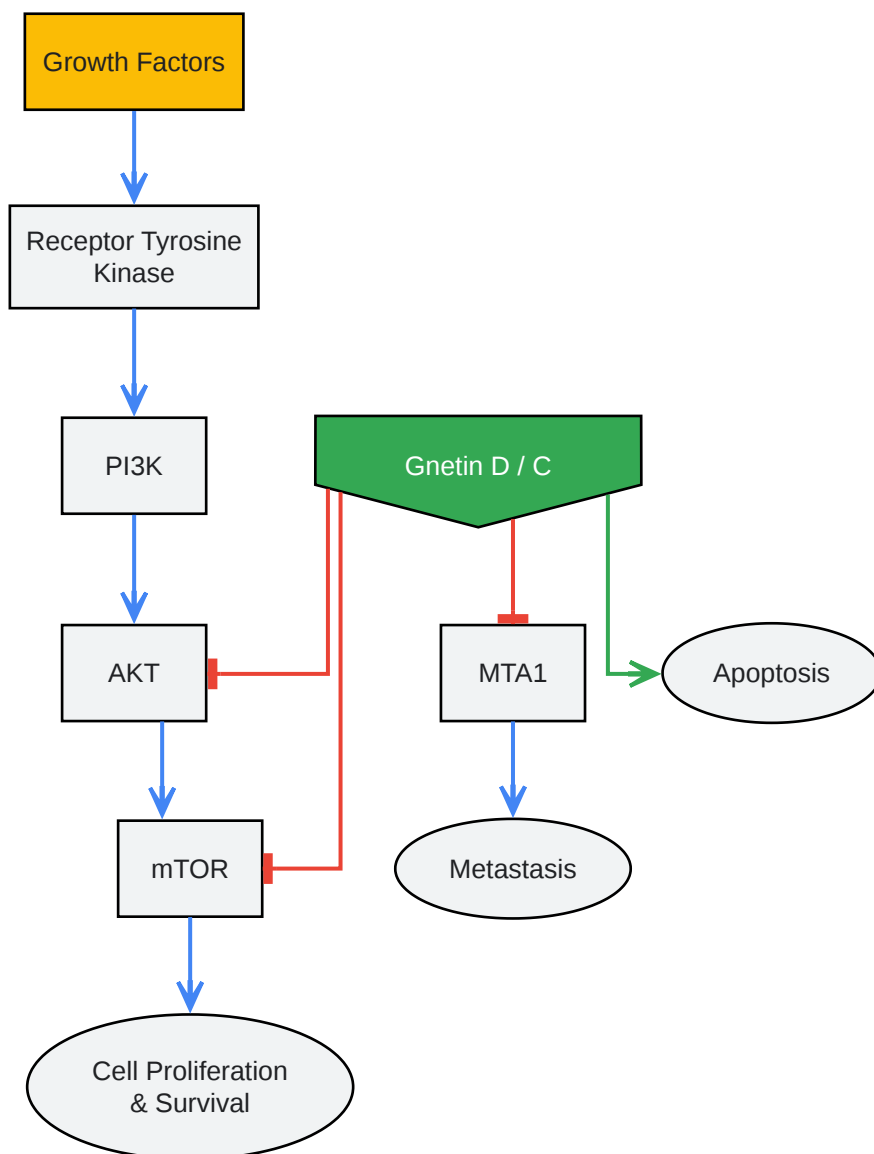 Growth Factors
Receptor Tyrosine
Kinase
PI3K
Gnetin D / C
AKT
MTA1
Apoptosis
mTOR
Metastasis
Cell Proliferation
& Survival